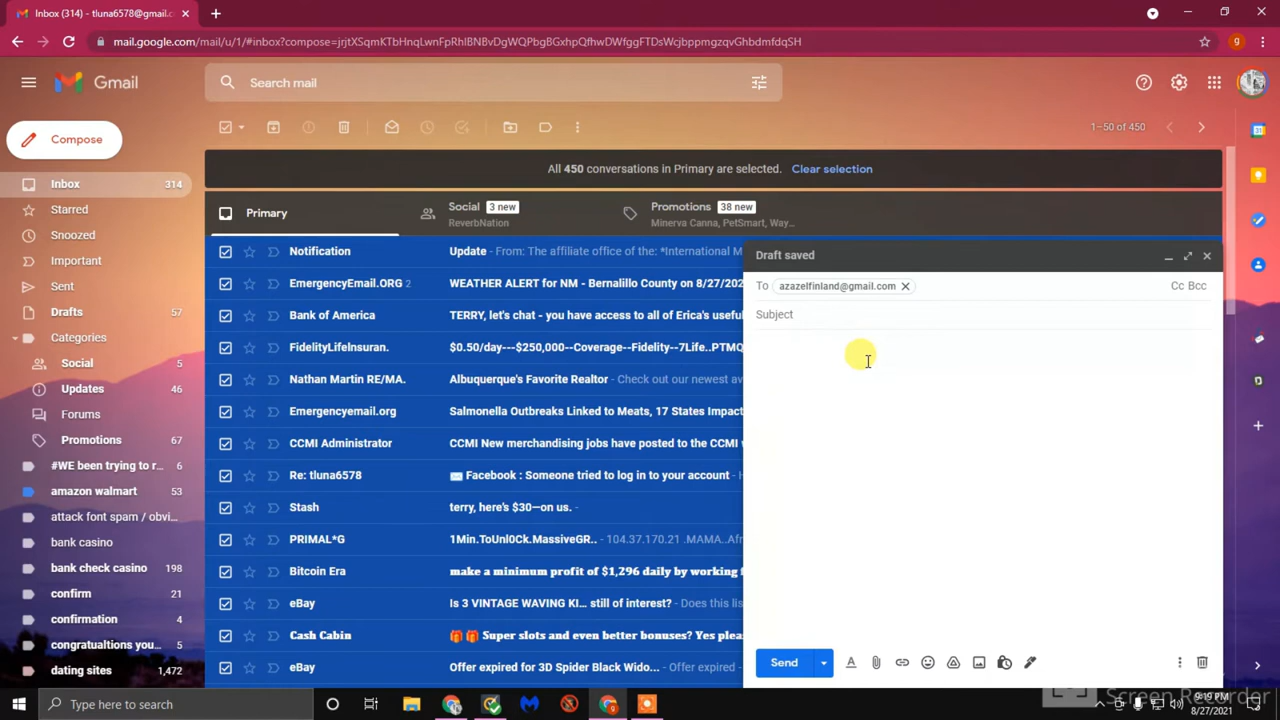 Inbox (314) - tluna6578@gmail.c
mail.google.com/mail/u/1/#inbox?compose=jrjtXSqmKTbHnqLwnFpRhlBNBvDgWQPbgBGxhpQfhwDWfggFTDsWcjbppmgzqvGhbdmfdqSH
g
Gmail
Search mail
Compose
1–50 of 450
All 450 conversations in Primary are selected. Clear selection
Inbox 314
Starred
Snoozed
Important
Sent
Drafts 57
Categories
Social 5
Updates 46
Forums
Promotions 67
#WE been trying to r... 6
amazon walmart 53
attack font spam / obvi...
bank casino
bank check casino 198
confirm 21
confirmation 4
congratualtions you... 5
dating sites 1,472
Primary
Social 3 new
ReverbNation
Promotions 38 new
Minerva Canna, PetSmart, Way...
Notification Update - From: The affiliate office of the: *International M
EmergencyEmail.ORG 2 WEATHER ALERT for NM - Bernalillo County on 8/27/202
Bank of America TERRY, let's chat - you have access to all of Erica's useful
FidelityLifeInsuran. $0.50/day---$250,000--Coverage--Fidelity--7Life..PTMQ
Nathan Martin RE/MA. Albuquerque's Favorite Realtor - Check out our newest av
Emergencyemail.org Salmonella Outbreaks Linked to Meats, 17 States Impact
CCMI Administrator CCMI New merchandising jobs have posted to the CCMI
Re: tluna6578 Facebook : Someone tried to log in to your account -
Stash terry, here's $30—on us. -
PRIMAL*G 1Min.ToUnl0Ck.MassiveGR.. - 104.37.170.21 .MAMA..Afr
Bitcoin Era make a minimum profit of $1,296 daily by working f
eBay Is 3 VINTAGE WAVING KI... still of interest? - Does this lis
Cash Cabin Super slots and even better bonuses? Yes plea
eBay Offer expired for 3D Spider Black Wido... - Offer expired -
Draft saved
To azazelfinland@gmail.com Cc Bcc
Subject
Send
Type here to search
Screen Recorder
9:19 PM
8/27/2021